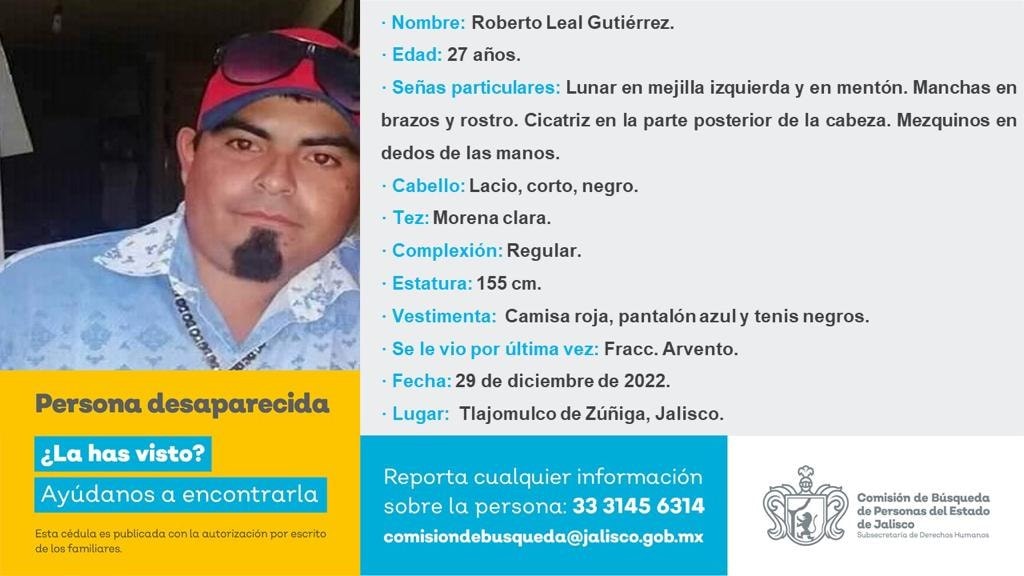 · Nombre: Roberto Leal Gutiérrez.
· Edad: 27 años.
· Señas particulares: Lunar en mejilla izquierda y en mentón. Manchas en
brazos y rostro. Cicatriz en la parte posterior de la cabeza. Mezquinos en
dedos de las manos.
· Cabello: Lacio, corto, negro.
· Tez: Morena clara.
· Complexión: Regular.
· Estatura: 155 cm.
· Vestimenta: Camisa roja, pantalón azul y tenis negros.
· Se le vio por última vez: Fracc. Arvento.
· Fecha: 29 de diciembre de 2022.
· Lugar: Tlajomulco de Zúñiga, Jalisco.
Persona desaparecida
¿La has visto?
Ayúdanos a encontrarla
Esta cédula es publicada con la autorización por escrito
de los familiares.
Reporta cualquier información
sobre la persona: 33 3145 6314
comisiondebusqueda@jalisco.gob.mx
Comisión de Búsqueda
de Personas del Estado
de Jalisco
Subsecretaría de Derechos Humanos